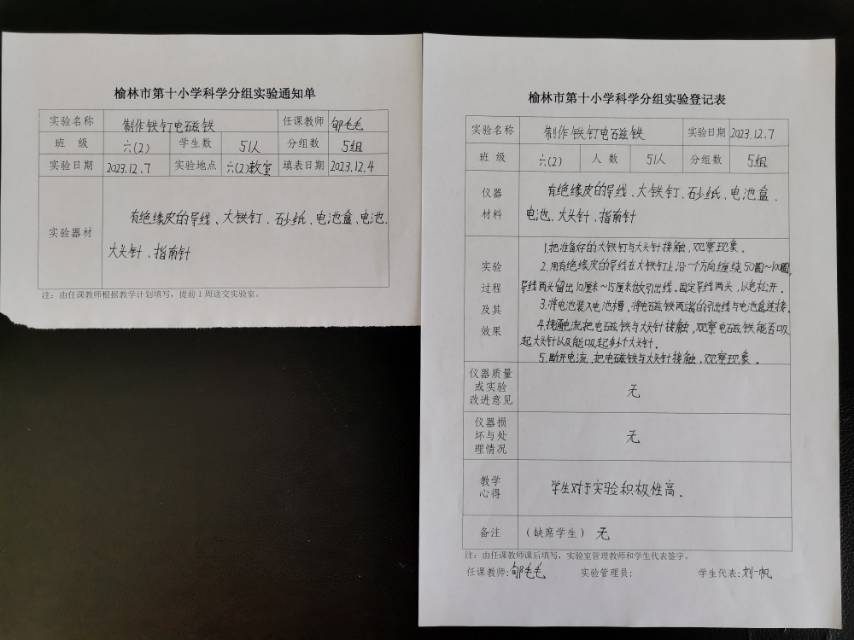 榆林市第十小学科学分组实验通知单
实验名称 制作铁钉电磁铁 任课教师 郇毛毛
班 级 六(2) 学生数 51人 分组数 5组
实验日期 2023.12.7 实验地点 六(2)教室 填表日期 2023.12.4
实验器材
有绝缘皮的导线、大铁钉、砂纸、电池盒、电池、
大头针、指南针
注：由任课教师根据教学计划填写，提前1周送交实验室。
榆林市第十小学科学分组实验登记表
实验名称 制作铁钉电磁铁 实验日期 2023.12.7
班 级 六(2) 人 数 51人 分组数 5组
仪器材料
有绝缘皮的导线、大铁钉、砂纸、电池盒、
电池、大头针、指南针
实验过程及其效果
1.把准备好的大铁钉与大头针接触，观察现象。
2.用有绝缘皮的导线在大铁钉上沿一个方向缠绕50圈~100圈，
导线两头留出10厘米~15厘米做引出线。固定导线两头，以免松开。
3.将电池装入电池槽，将电磁铁两端的引出线与电池盒连接。
4.接通电流把电磁铁与大头针接触，观察电磁铁能否吸
起大头针以及能吸起多少个大头针。
5.断开电流，把电磁铁与大头针接触，观察现象。
仪器质量
或实验
改进意见
无
仪器损
坏与处
理情况
无
教学
心得
学生对于实验积极性高。
备注 (缺席学生) 无
注：由任课教师课后填写，实验室管理教师和学生代表签字。
任课教师:郇毛毛 实验管理员: 学生代表:刘一帆